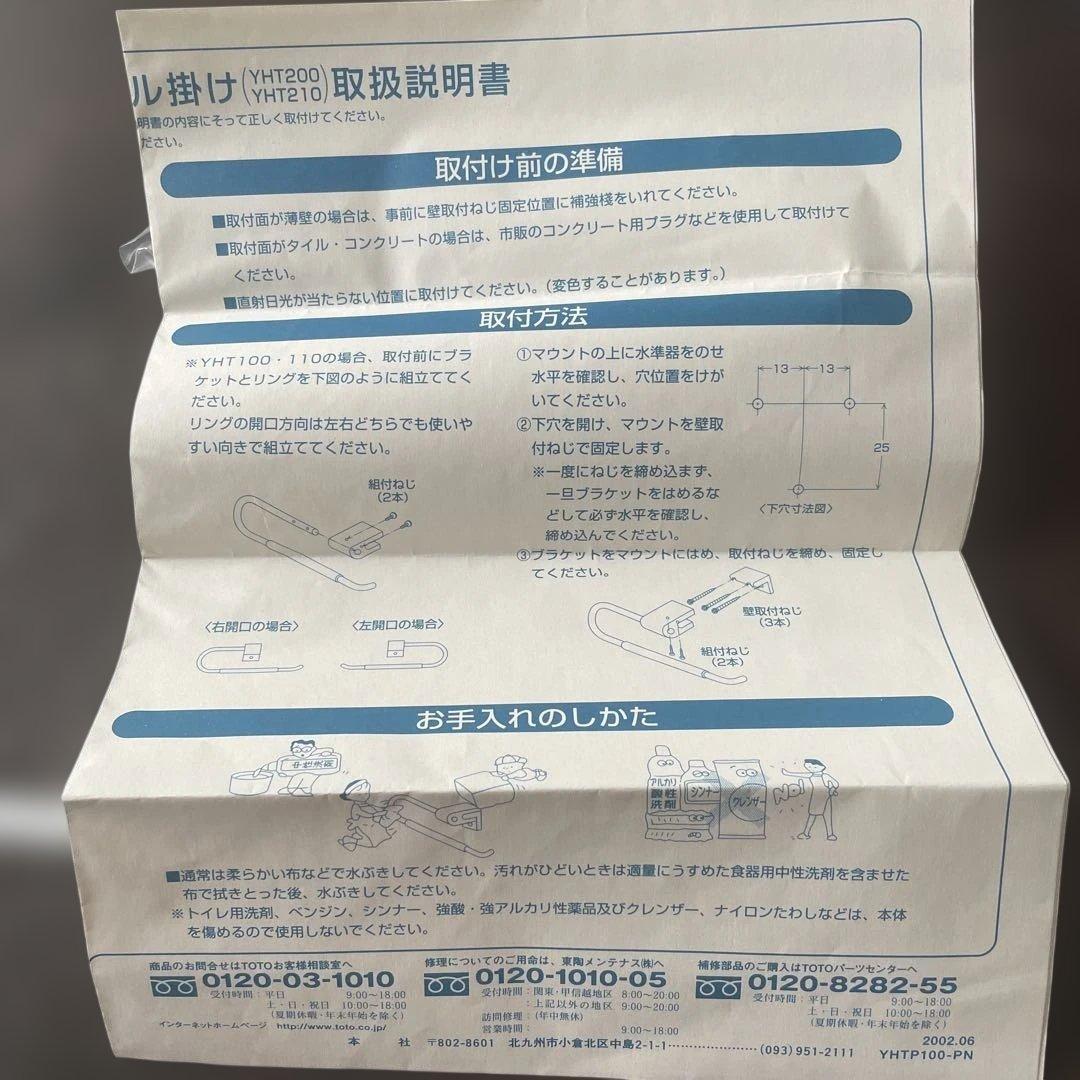 ル掛け(YHT200 YHT210)取扱説明書
明書の内容にそって正しく取付けてください。
ださい。
取付け前の準備
■取付面が薄壁の場合は、事前に壁取付ねじ固定位置に補強棧をいれてください。
■取付面がタイル・コンクリートの場合は、市販のコンクリート用プラグなどを使用して取付けて
ください。
■直射日光が当たらない位置に取付けてください。(変色することがあります。)
取付方法
※YHT100・110の場合、取付前にブラ
ケットとリングを下図のように組立ててく
ださい。
リングの開口方向は左右どちらでも使いや
すい向きで組立ててください。
組付ねじ
(2本)
〈右開口の場合〉
〈左開口の場合〉
①マウントの上に水準器をのせ
水平を確認し、穴位置をけが
いてください。
②下穴を開け、マウントを壁取
付ねじで固定します。
※一度にねじを締め込まず、
一旦ブラケットをはめるな
どして必ず水平を確認し、
締め込んでください。
③ブラケットをマウントにはめ、取付ねじを締め、固定し
てください。
13 13
25
〈下穴寸法図〉
壁取付ねじ
(3本)
組付ねじ
(2本)
お手入れのしかた
アルカリ
酸性
洗剤
シンナー
クレンザー
NO!
■通常は柔らかい布などで水ぶきしてください。汚れがひどいときは適量にうすめた食器用中性洗剤を含ませた
布で拭きとった後、水ぶきしてください。
※トイレ用洗剤、ベンジン、シンナー、強酸・強アルカリ性薬品及びクレンザー、ナイロンたわしなどは、本体
を傷めるので使用しないでください。
商品のお問合せはTOTOお客様相談室へ
0120-03-1010
受付時間：平日 9:00〜18:00
土・日・祝日 10:00〜18:00
(夏期休暇・年末年始を除く)
インターネットホームページ http://www.toto.co.jp/
修理についてのご用命は、東陶メンテナス㈱へ
0120-1010-05
受付時間：関東・甲信越地区 8:00〜20:00
：上記以外の地区 9:00〜20:00
訪問修理：(年中無休)
営業時間： 9:00〜18:00
補修部品のご購入はTOTOパーツセンターへ
0120-8282-55
受付時間：平日 9:00〜18:00
土・日・祝日 10:00〜18:00
(夏期休暇・年末年始を除く)
本 社 〒802-8601 北九州市小倉北区中島2-1-1………………(093)951-2111
2002.06
YHTP100-PN